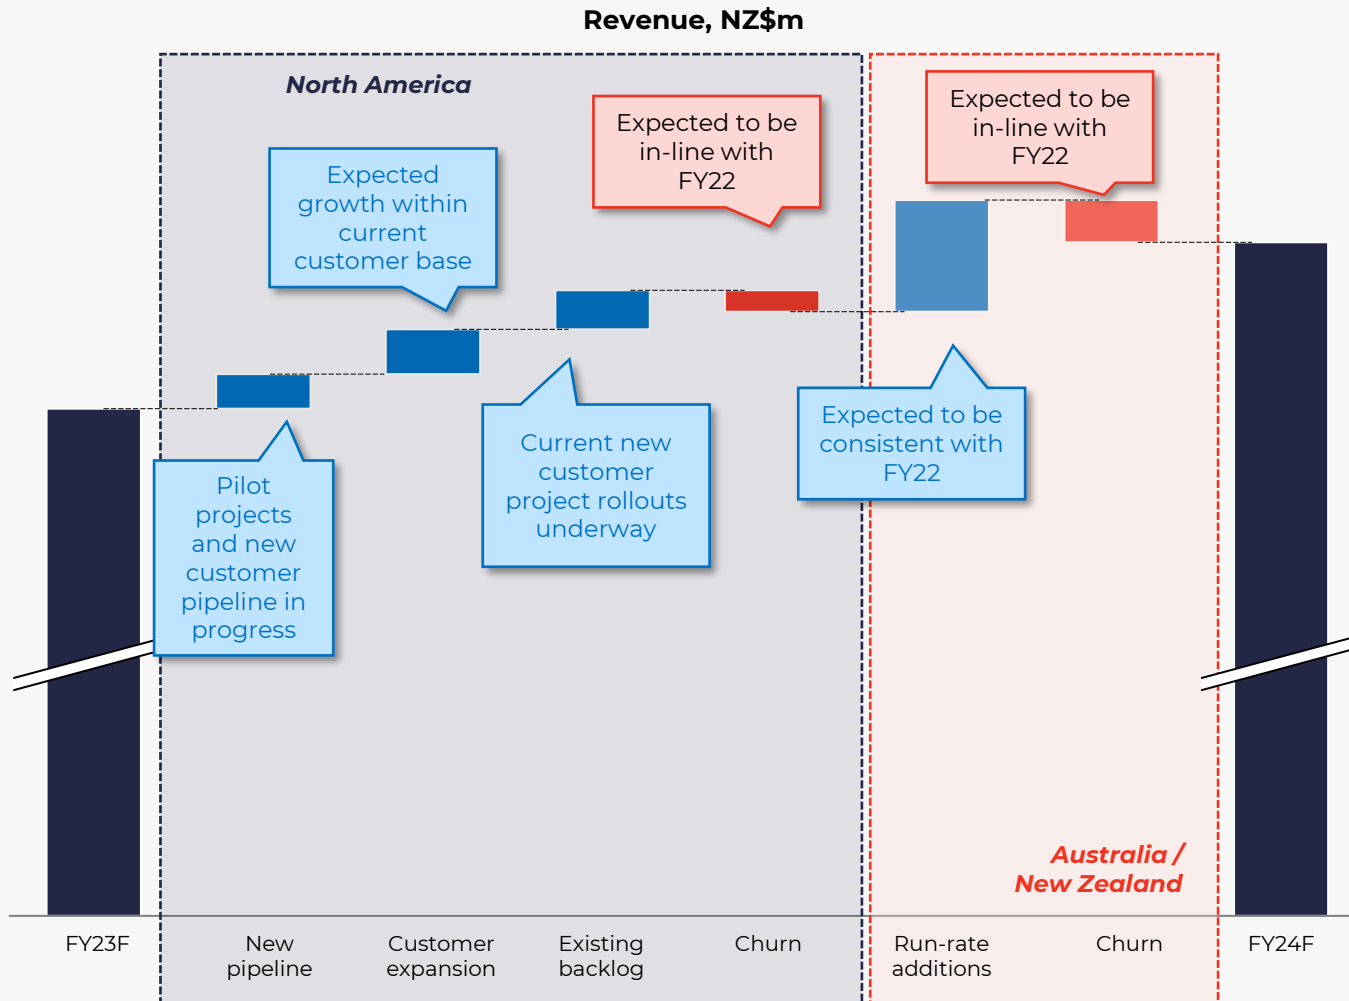 Revenue, NZ$m
North America
Expected
growth within
current
customer base
Expected to be
in-line with
FY22
Expected to be
in-line with
FY22
Pilot
projects
and new
customer
pipeline in
progress
Current new
customer
project rollouts
underway
Expected to be
consistent with
FY22
Australia /
New Zealand
FY23F
New
pipeline
Customer
expansion
Existing
backlog
Churn
Run-rate
additions
Churn
FY24F